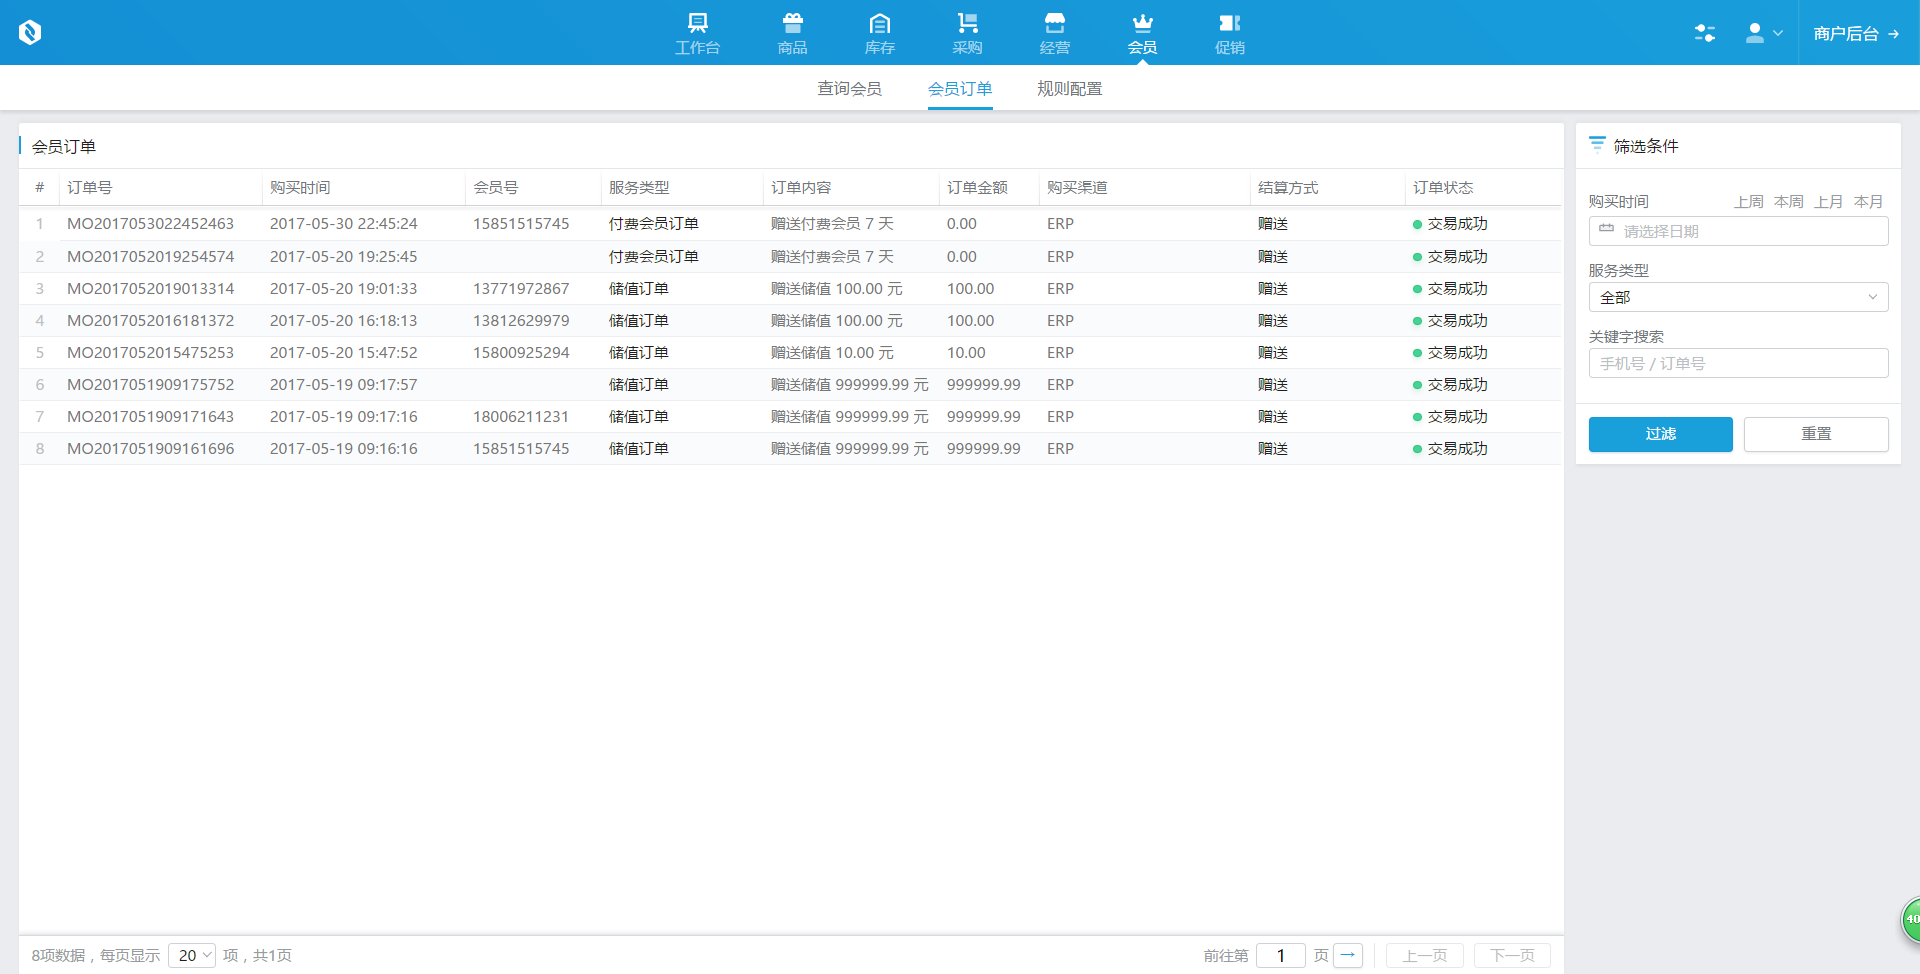 工作台 商品 库存 采购 经营 会员 促销 商户后台 →
查询会员 会员订单 规则配置
会员订单
# 订单号 购买时间 会员号 服务类型 订单内容 订单金额 购买渠道 结算方式 订单状态
1 MO2017053022452463 2017-05-30 22:45:24 15851515745 付费会员订单 赠送付费会员 7 天 0.00 ERP 赠送 交易成功
2 MO2017052019254574 2017-05-20 19:25:45 付费会员订单 赠送付费会员 7 天 0.00 ERP 赠送 交易成功
3 MO2017052019013314 2017-05-20 19:01:33 13771972867 储值订单 赠送储值 100.00 元 100.00 ERP 赠送 交易成功
4 MO2017052016181372 2017-05-20 16:18:13 13812629979 储值订单 赠送储值 100.00 元 100.00 ERP 赠送 交易成功
5 MO2017052015475253 2017-05-20 15:47:52 15800925294 储值订单 赠送储值 10.00 元 10.00 ERP 赠送 交易成功
6 MO2017051909175752 2017-05-19 09:17:57 储值订单 赠送储值 999999.99 元 999999.99 ERP 赠送 交易成功
7 MO2017051909171643 2017-05-19 09:17:16 18006211231 储值订单 赠送储值 999999.99 元 999999.99 ERP 赠送 交易成功
8 MO2017051909161696 2017-05-19 09:16:16 15851515745 储值订单 赠送储值 999999.99 元 999999.99 ERP 赠送 交易成功
8项数据，每页显示 20 项，共1页 前往第 1 页 → 上一页 下一页
筛选条件
购买时间 上周 本周 上月 本月
请选择日期
服务类型
全部
关键字搜索
手机号 / 订单号
过滤 重置
40